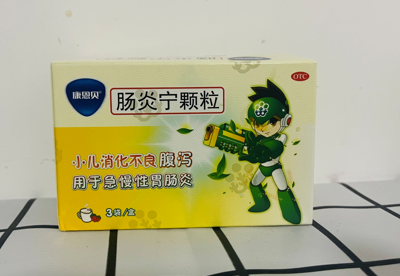 康恩贝
肠炎宁颗粒
OTC
小儿消化不良 腹泻
用于急慢性胃肠炎
3袋/盒